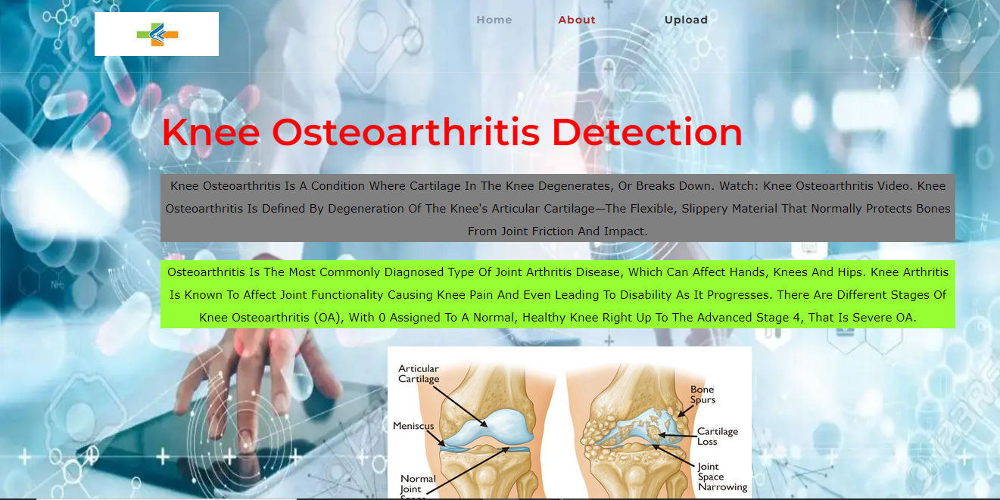 Home About Upload
Knee Osteoarthritis Detection
Knee Osteoarthritis Is A Condition Where Cartilage In The Knee Degenerates, Or Breaks Down. Watch: Knee Osteoarthritis Video. Knee
Osteoarthritis Is Defined By Degeneration Of The Knee's Articular Cartilage—The Flexible, Slippery Material That Normally Protects Bones
From Joint Friction And Impact.
Osteoarthritis Is The Most Commonly Diagnosed Type Of Joint Arthritis Disease, Which Can Affect Hands, Knees And Hips. Knee Arthritis
Is Known To Affect Joint Functionality Causing Knee Pain And Even Leading To Disability As It Progresses. There Are Different Stages Of
Knee Osteoarthritis (OA), With 0 Assigned To A Normal, Healthy Knee Right Up To The Advanced Stage 4, That Is Severe OA.
Articular
Cartilage
Meniscus
Normal
Joint
Bone
Spurs
Cartilage
Loss
Joint
Space
Narrowing
NH₂